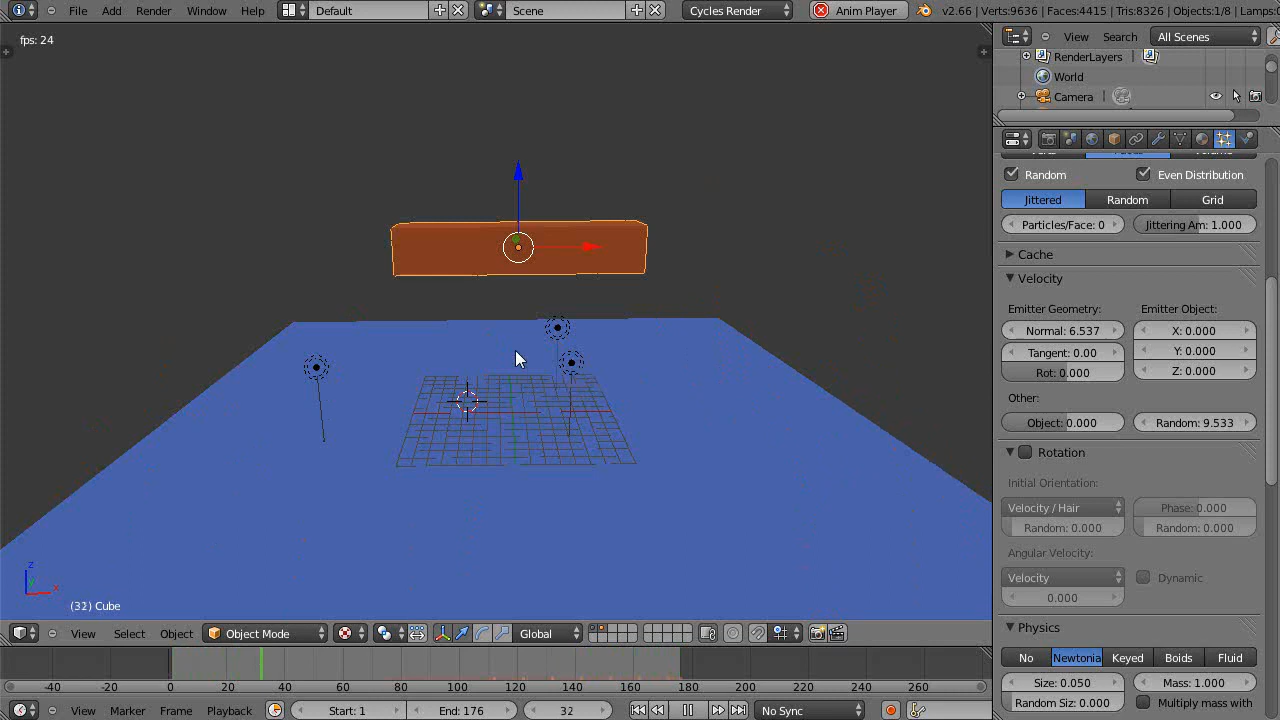 File Add Render Window Help Default Scene Cycles Render Anim Player v2.66 | Verts:9636 | Faces:4415 | Tris:8326 | Objects:1/8 | Lamps:0
fps: 24
View Search All Scenes
RenderLayers |
World
Camera |
Random Even Distribution
Jittered Random Grid
Particles/Face: 0 Jittering Am: 1.000
Cache
Velocity
Emitter Geometry: Emitter Object:
Normal: 6.537 X: 0.000
Tangent: 0.00 Y: 0.000
Rot: 0.000 Z: 0.000
Other:
Object: 0.000 Random: 9.533
Rotation
Initial Orientation:
Velocity / Hair Phase: 0.000
Random: 0.000 Random: 0.000
Angular Velocity:
Velocity Dynamic
0.000
Physics
No Newtonia Keyed Boids Fluid
Size: 0.050 Mass: 1.000
Random Siz: 0.000 Multiply mass with
z
y
x
(32) Cube
View Select Object Object Mode Global
-40 -20 0 20 40 60 80 100 120 140 160 180 200 220 240 260
View Marker Frame Playback Start: 1 End: 176 32 No Sync